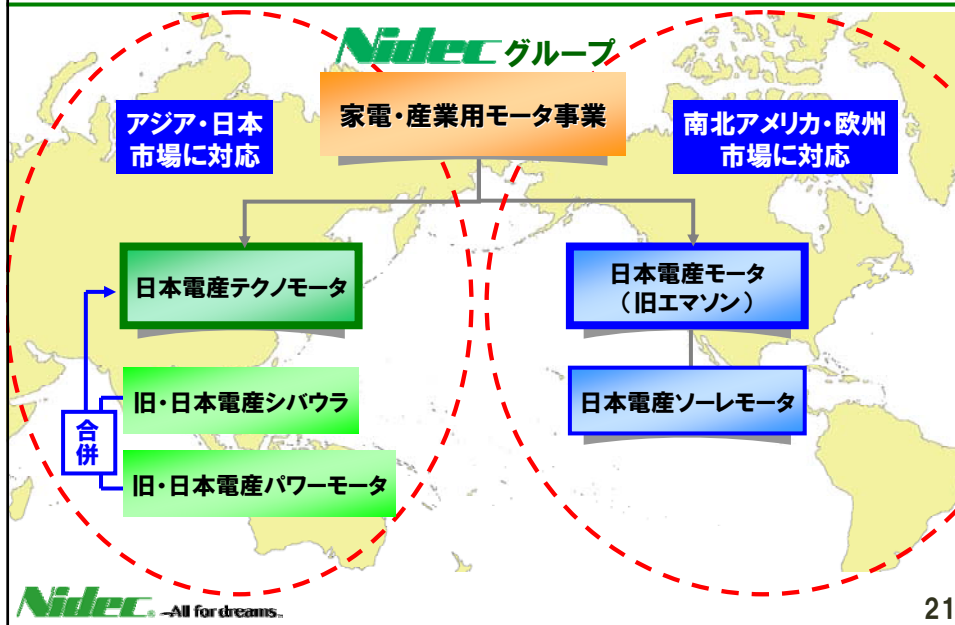 Nidec グループ
家電・産業用モータ事業
アジア・日本
市場に対応
南北アメリカ・欧州
市場に対応
日本電産テクノモータ
日本電産モータ
（旧エマソン）
旧・日本電産シバウラ
日本電産ソーレモータ
合
併
旧・日本電産パワーモータ
Nidec -All for dreams
21